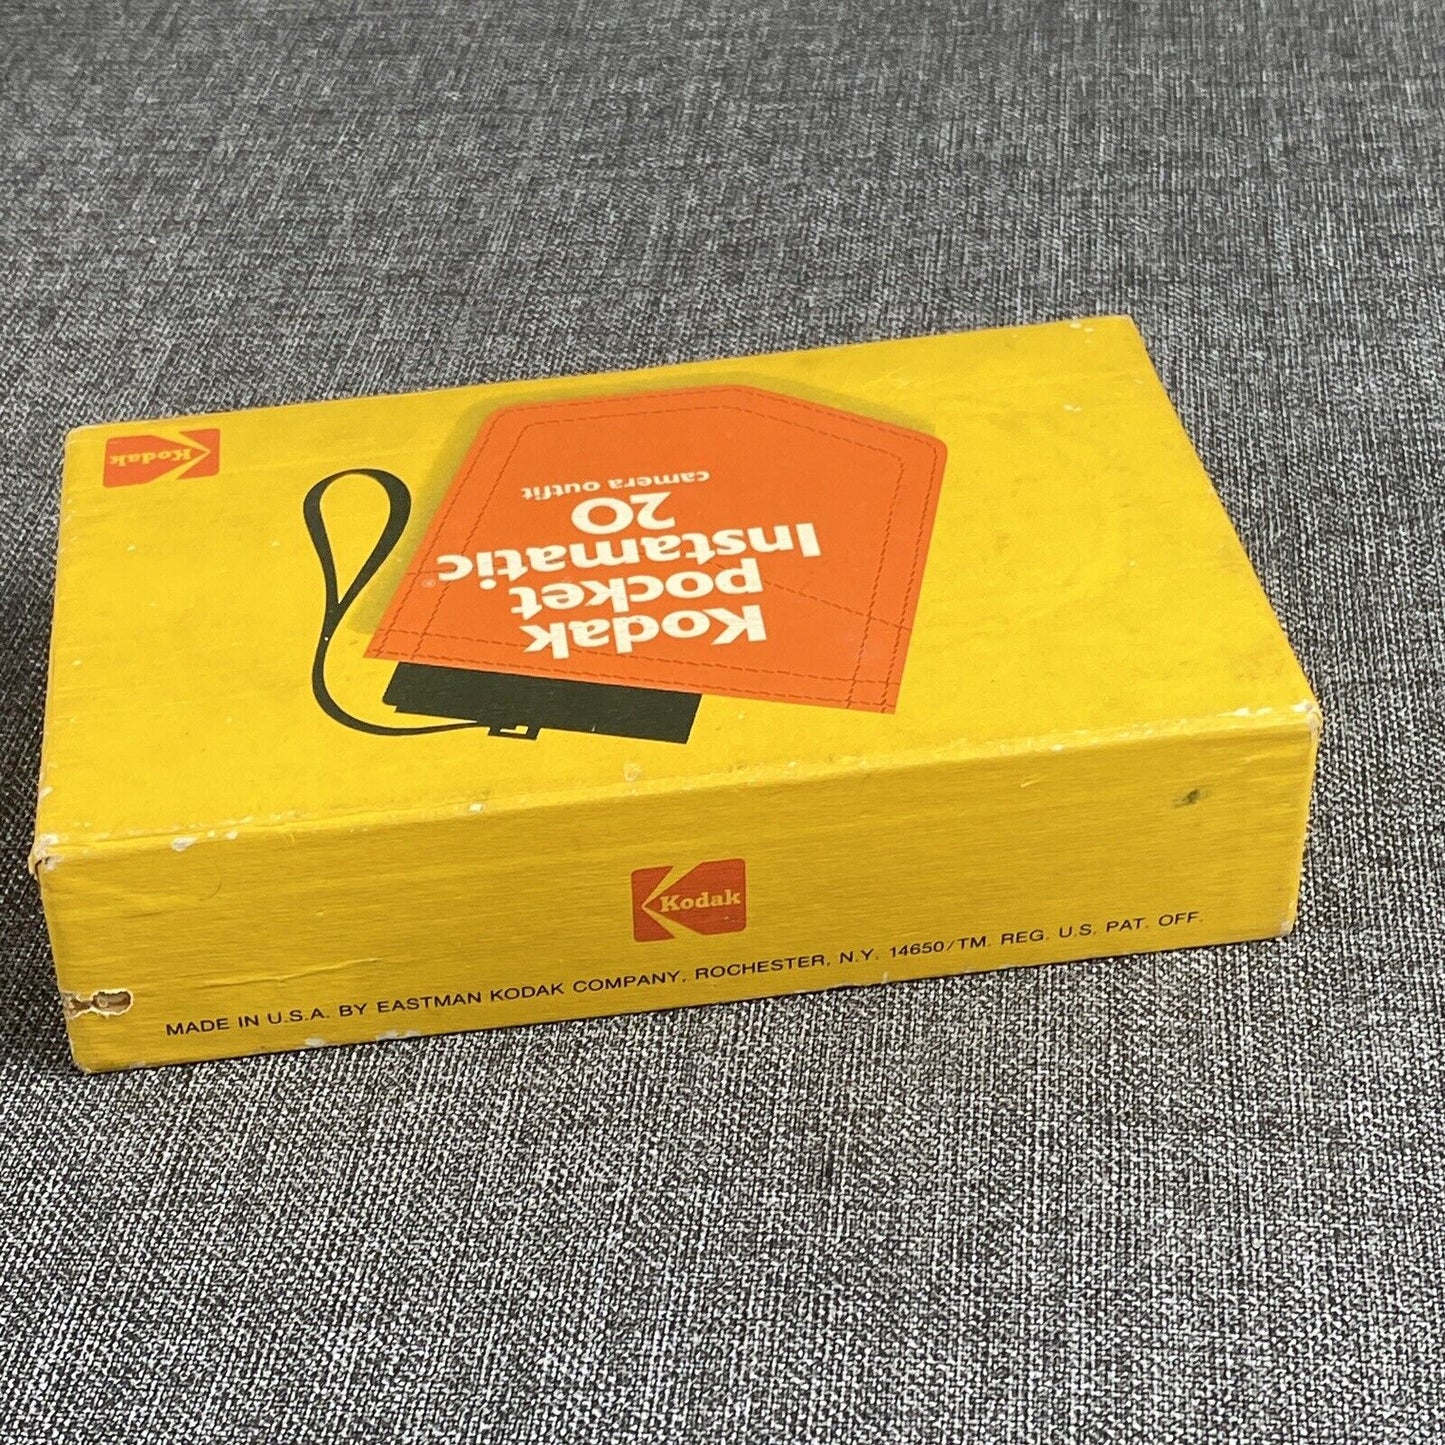 Kodak
Kodak
pocket
Instamatic®
20
camera outfit
Kodak
MADE IN U.S.A. BY EASTMAN KODAK COMPANY, ROCHESTER, N.Y. 14650/TM. REG. U.S. PAT. OFF.